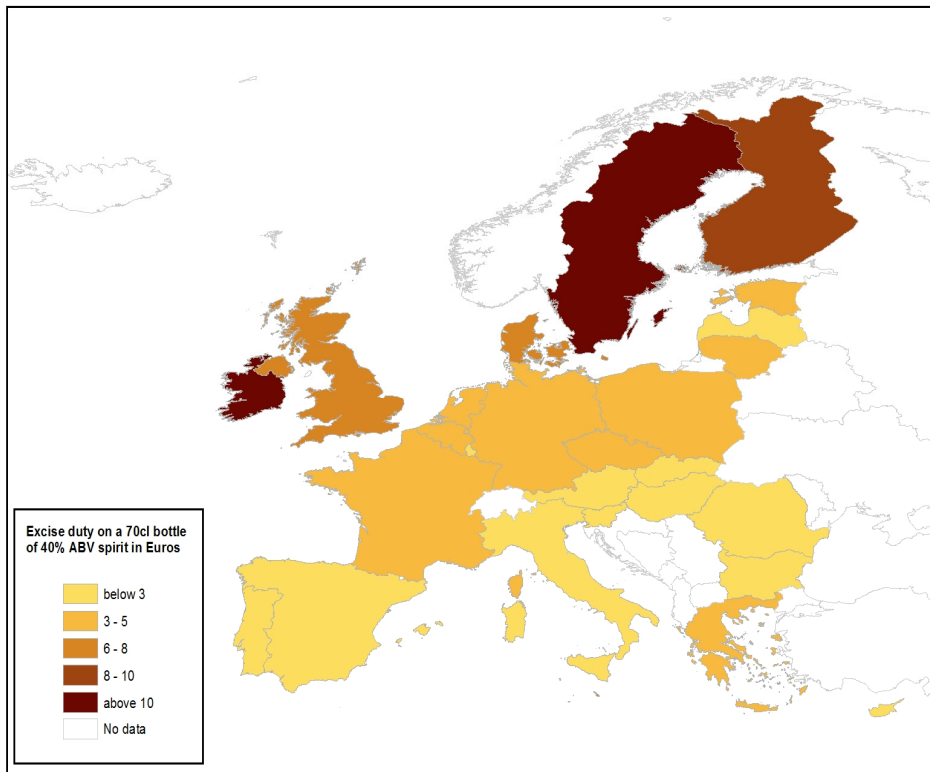 Excise duty on a 70cl bottle
of 40% ABV spirit in Euros
below 3
3 - 5
6 - 8
8 - 10
above 10
No data